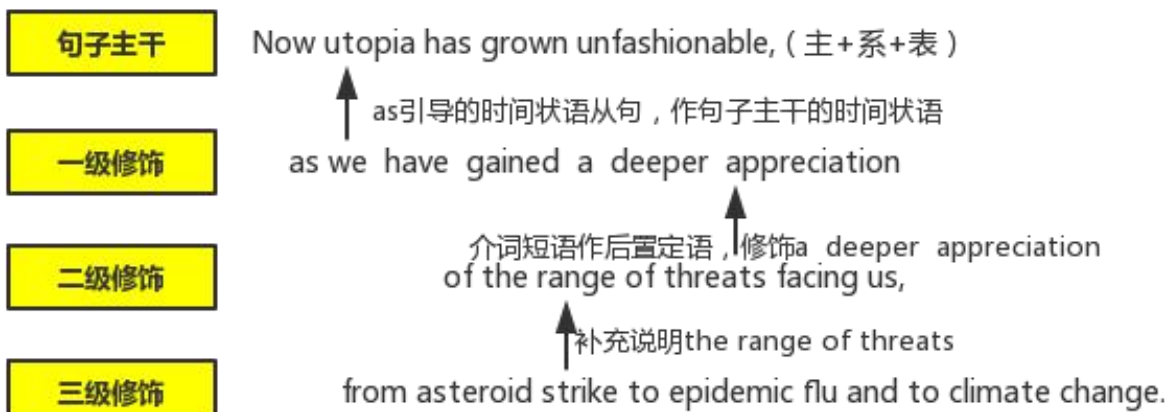 句子主干 Now utopia has grown unfashionable,（主+系+表）
as引导的时间状语从句，作句子主干的时间状语
一级修饰 as we have gained a deeper appreciation
介词短语作后置定语，修饰a deeper appreciation
二级修饰 of the range of threats facing us,
补充说明the range of threats
三级修饰 from asteroid strike to epidemic flu and to climate change.